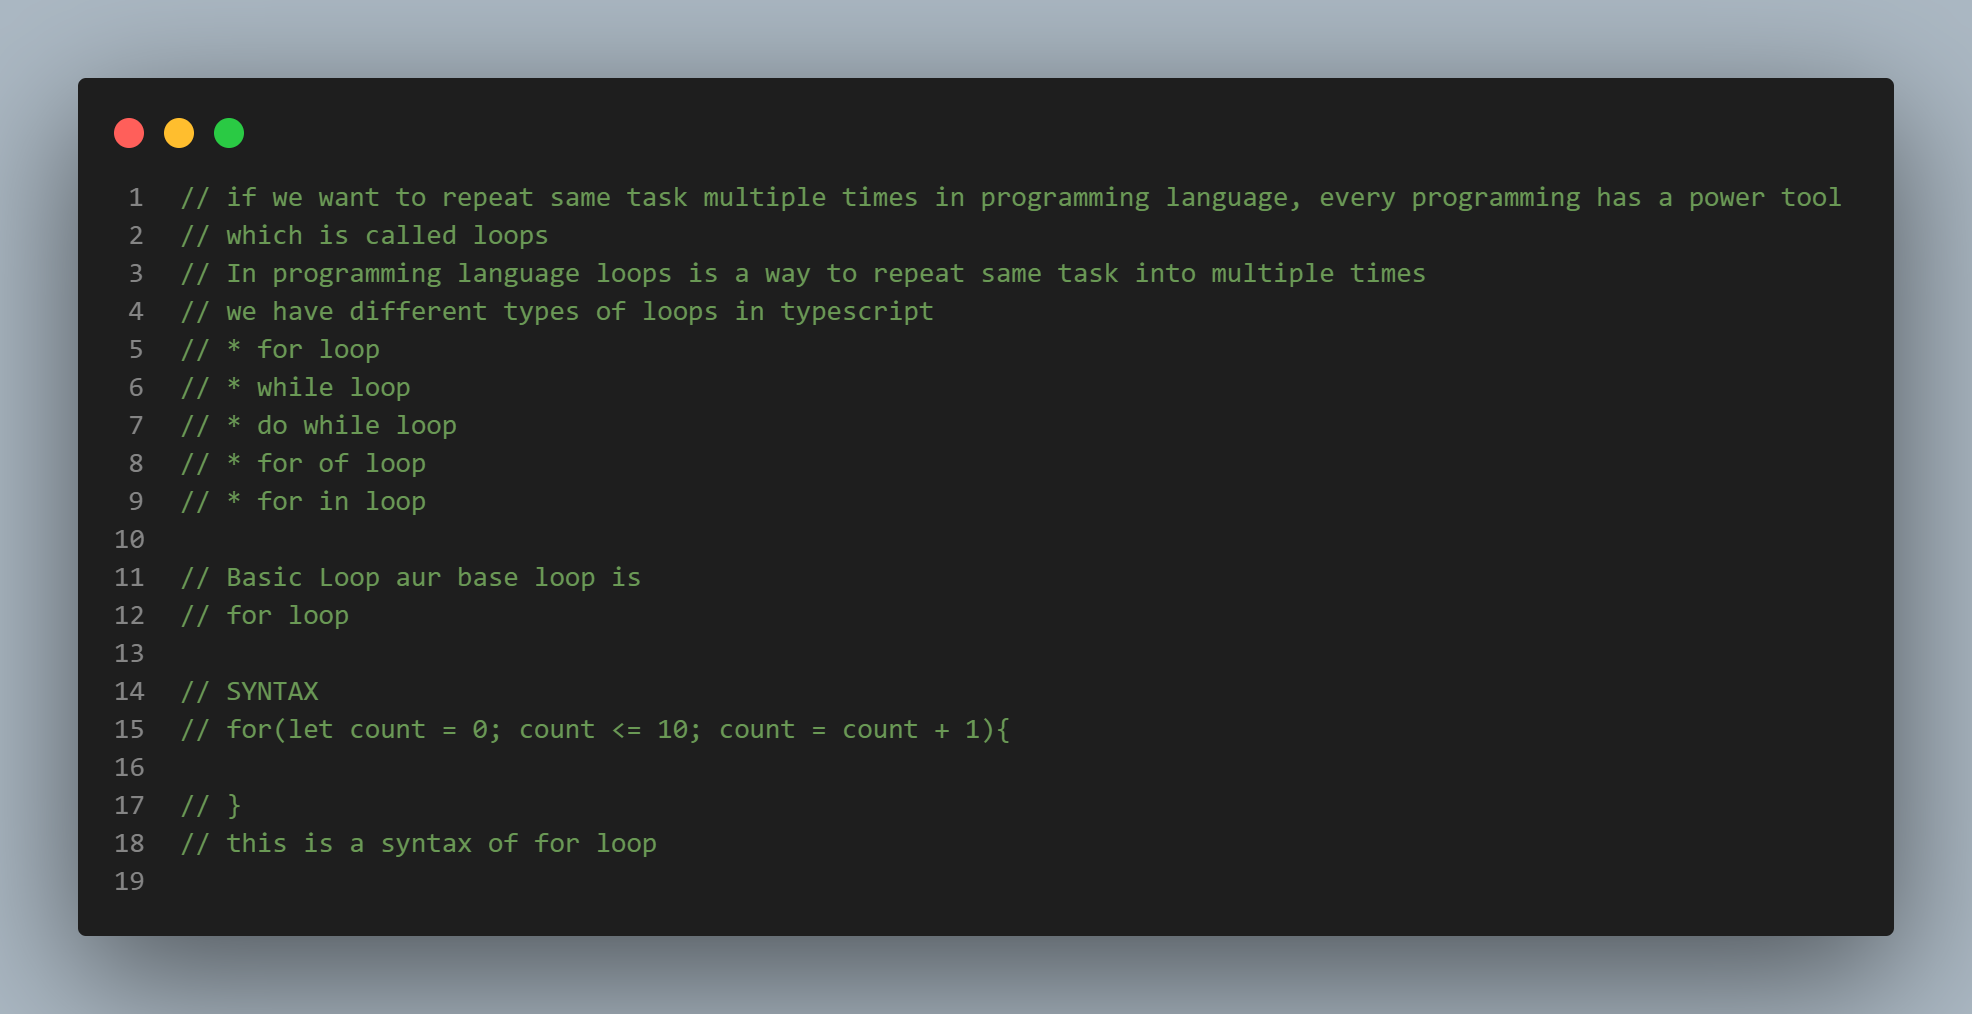 1 // if we want to repeat same task multiple times in programming language, every programming has a power tool
2 // which is called loops
3 // In programming language loops is a way to repeat same task into multiple times
4 // we have different types of loops in typescript
5 // * for loop
6 // * while loop
7 // * do while loop
8 // * for of loop
9 // * for in loop
10
11 // Basic Loop aur base loop is
12 // for loop
13
14 // SYNTAX
15 // for(let count = 0; count <= 10; count = count + 1){
16
17 // }
18 // this is a syntax of for loop
19